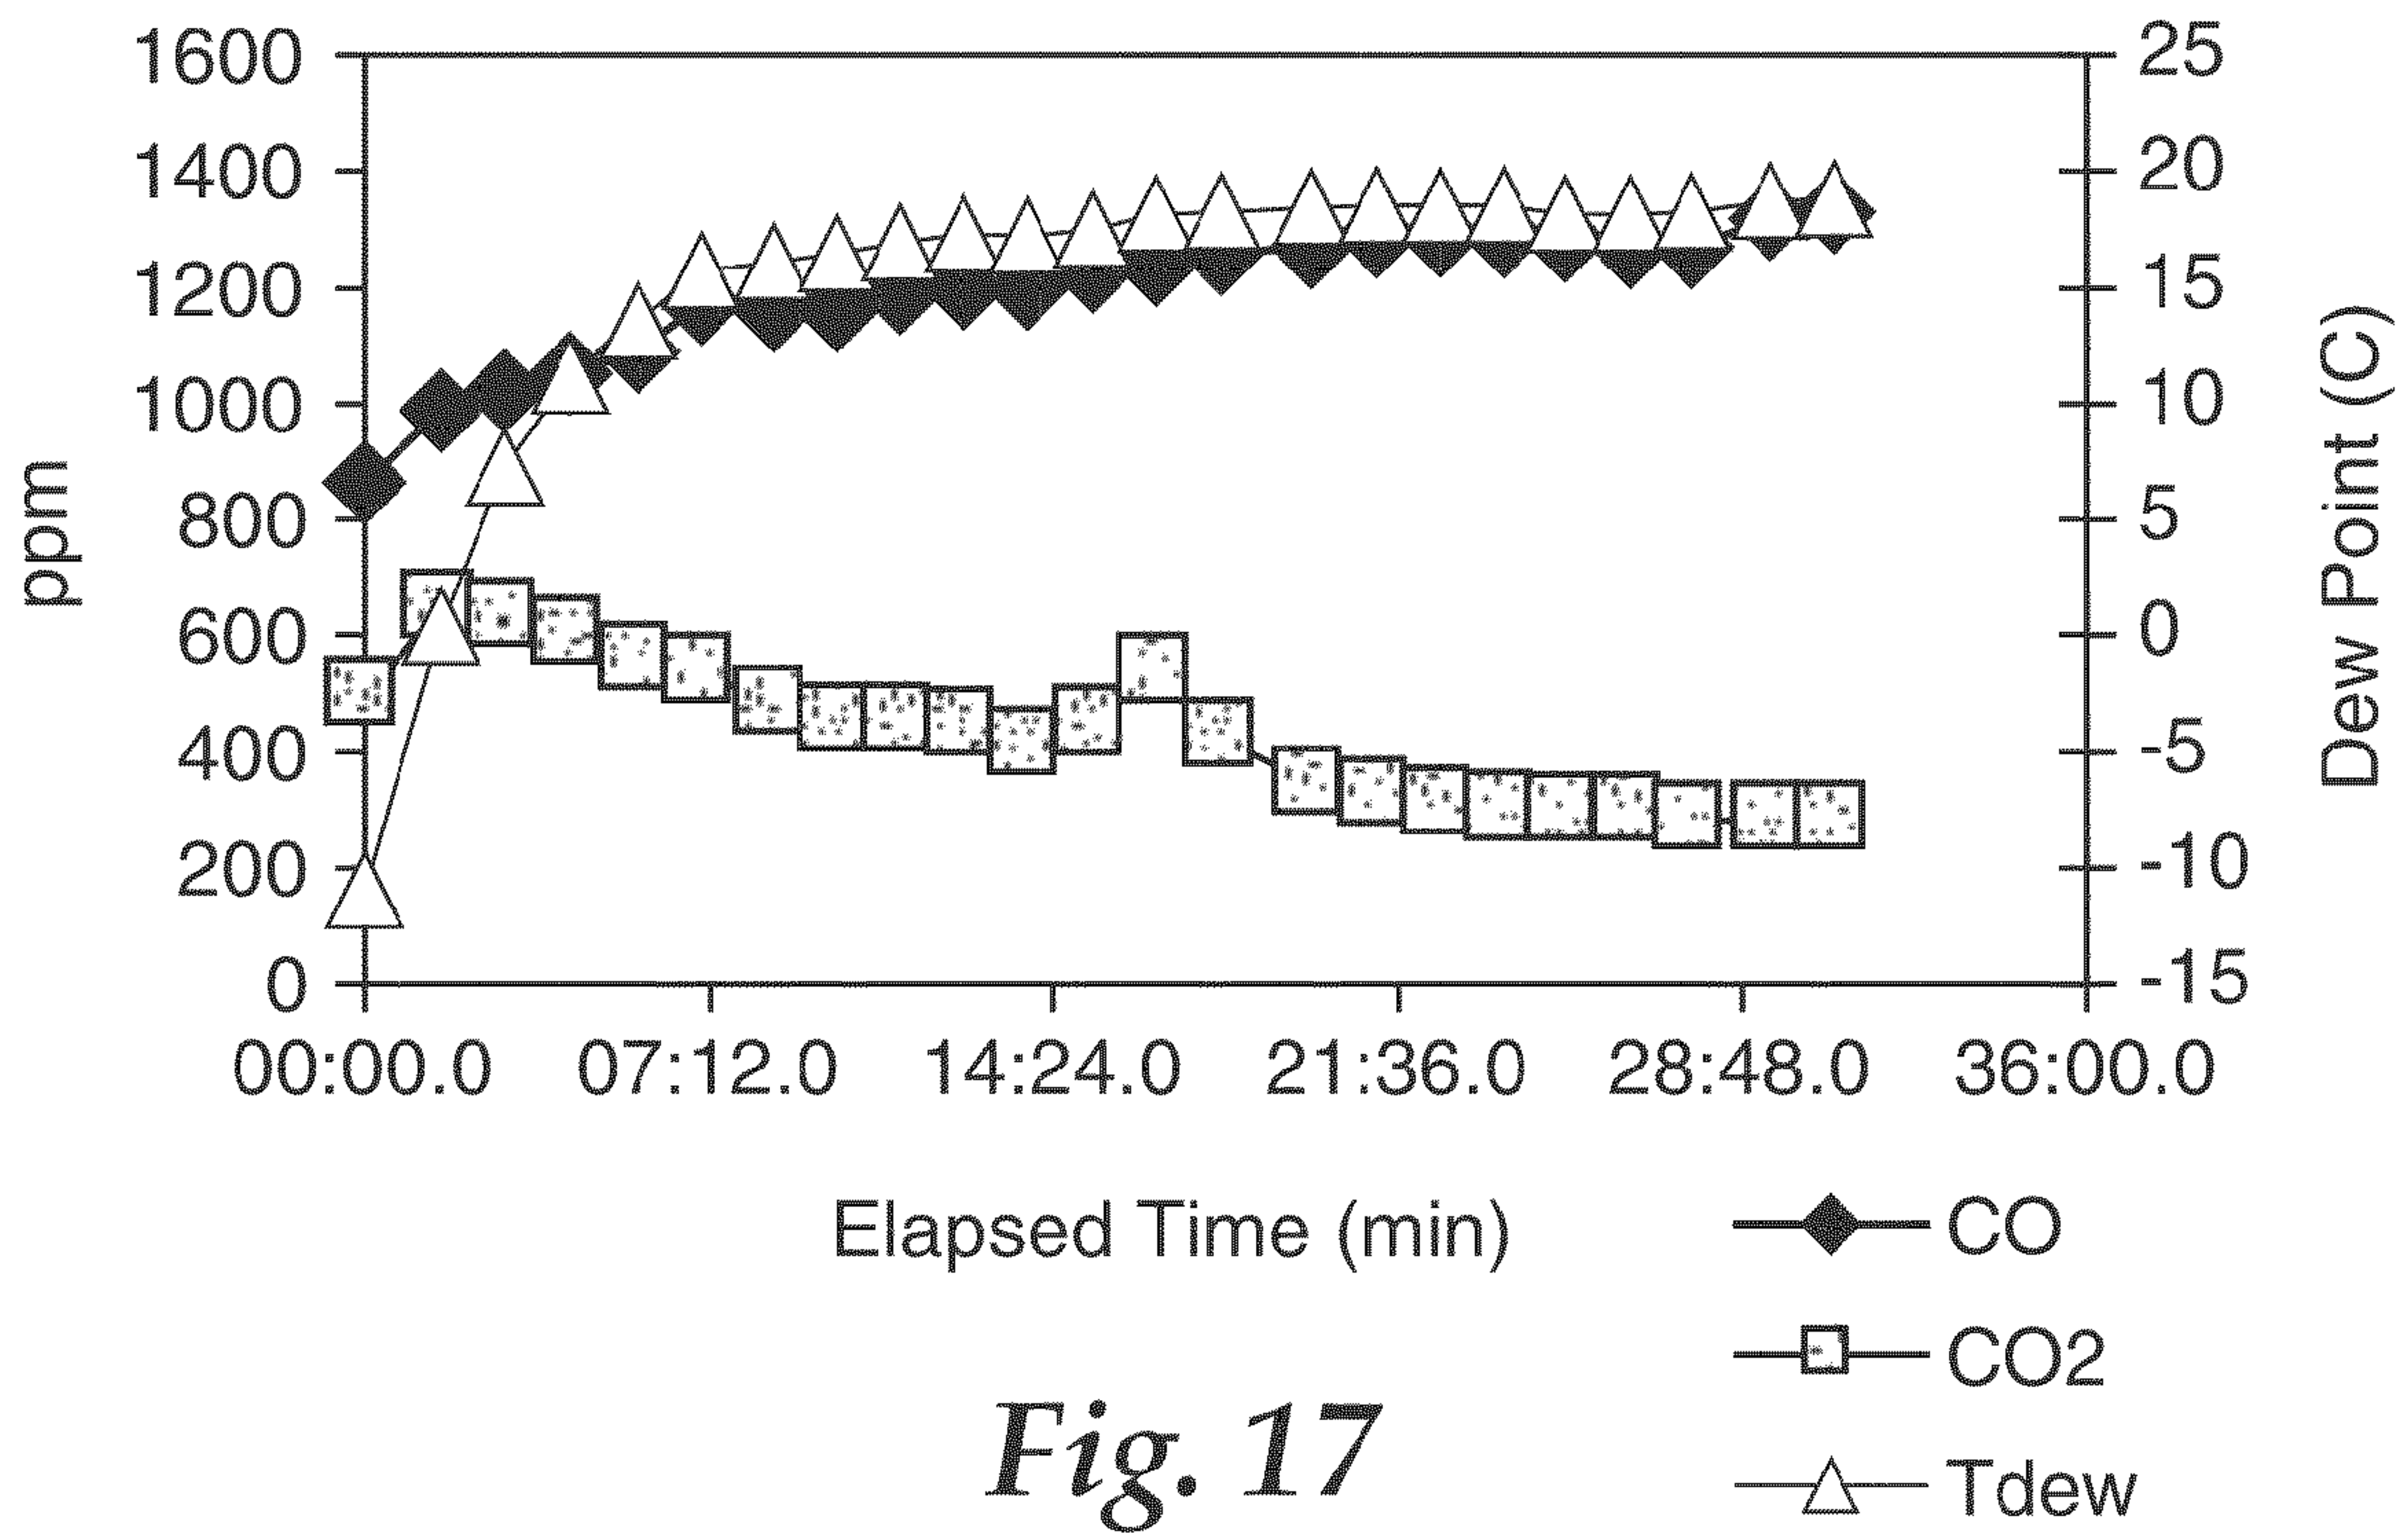 1600
1400
1200
1000
800
600
400
200
0
ppm
25
20
15
10
5
0
-5
-10
-15
Dew Point (C)
00:00.0 07:12.0 14:24.0 21:36.0 28:48.0 36:00.0
Elapsed Time (min)
CO
CO2
Tdew
Fig. 17